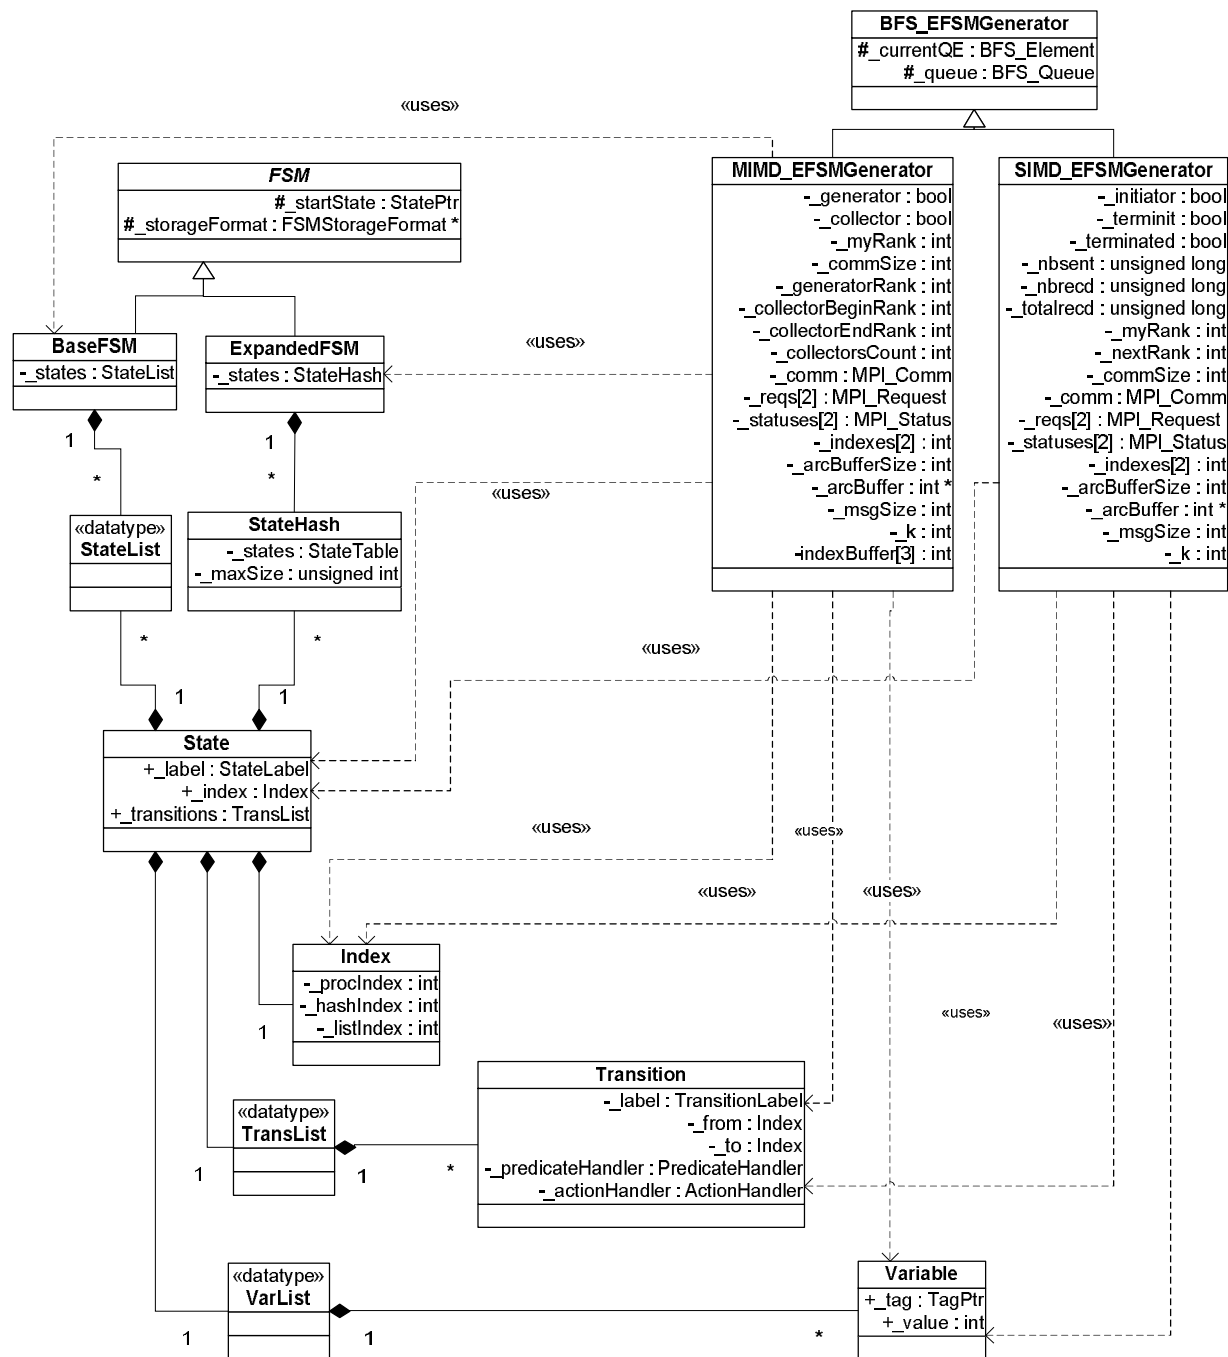 BFS_EFSMGenerator
#_currentQE : BFS_Element
#_queue : BFS_Queue
«uses»
FSM
#_startState : StatePtr
#_storageFormat : FSMStorageFormat *
MIMD_EFSMGenerator
-_generator : bool
-_collector : bool
-_myRank : int
-_commSize : int
-_generatorRank : int
-_collectorBeginRank : int
-_collectorEndRank : int
-_collectorsCount : int
-_comm : MPI_Comm
-_reqs[2] : MPI_Request
-_statuses[2] : MPI_Status
-_indexes[2] : int
-_arcBufferSize : int
-_arcBuffer : int *
-_msgSize : int
-_k : int
-indexBuffer[3] : int
SIMD_EFSMGenerator
-_initiator : bool
-_terminit : bool
-_terminated : bool
-_nbsent : unsigned long
-_nbrecd : unsigned long
-_totalrecd : unsigned long
-_myRank : int
-_nextRank : int
-_commSize : int
-_comm : MPI_Comm
-_reqs[2] : MPI_Request
-_statuses[2] : MPI_Status
-_indexes[2] : int
-_arcBufferSize : int
-_arcBuffer : int *
-_msgSize : int
-_k : int
BaseFSM
-_states : StateList
ExpandedFSM
-_states : StateHash
«uses»
1
1
*
*
«uses»
«datatype»
StateList
StateHash
-_states : StateTable
-_maxSize : unsigned int
*
*
«uses»
1
1
State
+_label : StateLabel
+_index : Index
+_transitions : TransList
«uses»
«uses»
«uses»
«uses»
Index
-_procIndex : int
-_hashIndex : int
-_listIndex : int
1
«uses»
«uses»
Transition
-_label : TransitionLabel
-_from : Index
-_to : Index
-_predicateHandler : PredicateHandler
-_actionHandler : ActionHandler
«datatype»
TransList
1
1
*
«datatype»
VarList
1
1
*
Variable
+_tag : TagPtr
+_value : int